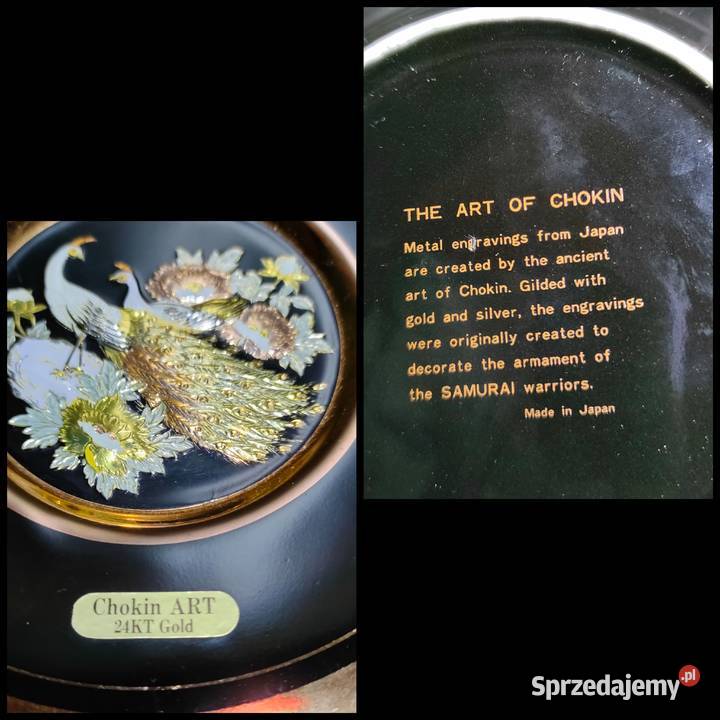 THE ART OF CHOKIN
Metal engravings from Japan
are created by the ancient
art of Chokin. Gilded with
gold and silver, the engravings
were originally created to
decorate the armament of
the SAMURAI warriors.
Made in Japan
Chokin ART
24KT Gold
Sprzedajemy.pl